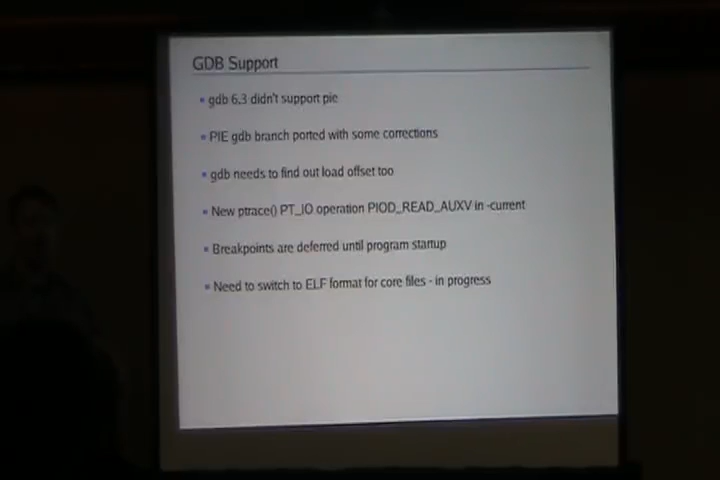 GDB Support
gdb 6.3 didn't support pie
PIE gdb branch ported with some corrections
gdb needs to find out load offset too
New ptrace() PT_IO operation PIOD_READ_AUXV in -current
Breakpoints are deferred until program startup
Need to switch to ELF format for core files - in progress